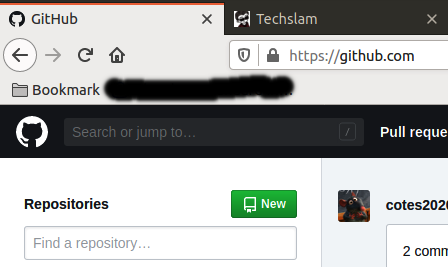 GitHub
Techslam
https://github.com
Bookmark
Search or jump to…
/
Pull reque
Repositories
New
Find a repository…
cotes202
2 comm